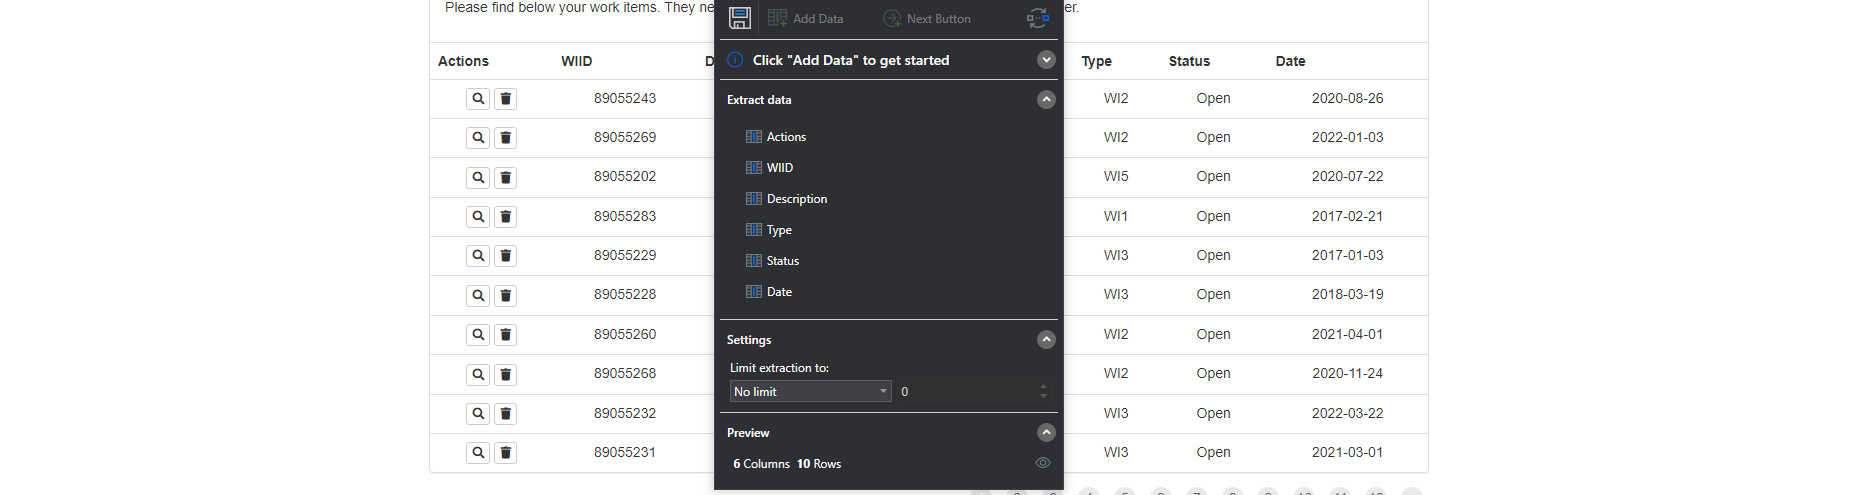 Please find below your work items. They ne
er.
Add Data
Next Button
Click "Add Data" to get started
Extract data
Actions
WIID
Description
Type
Status
Date
Settings
Limit extraction to:
No limit 0
Preview
6 Columns 10 Rows
Actions WIID D Type Status Date
89055243 WI2 Open 2020-08-26
89055269 WI2 Open 2022-01-03
89055202 WI5 Open 2020-07-22
89055283 WI1 Open 2017-02-21
89055229 WI3 Open 2017-01-03
89055228 WI3 Open 2018-03-19
89055260 WI2 Open 2021-04-01
89055268 WI2 Open 2020-11-24
89055232 WI3 Open 2022-03-22
89055231 WI3 Open 2021-03-01